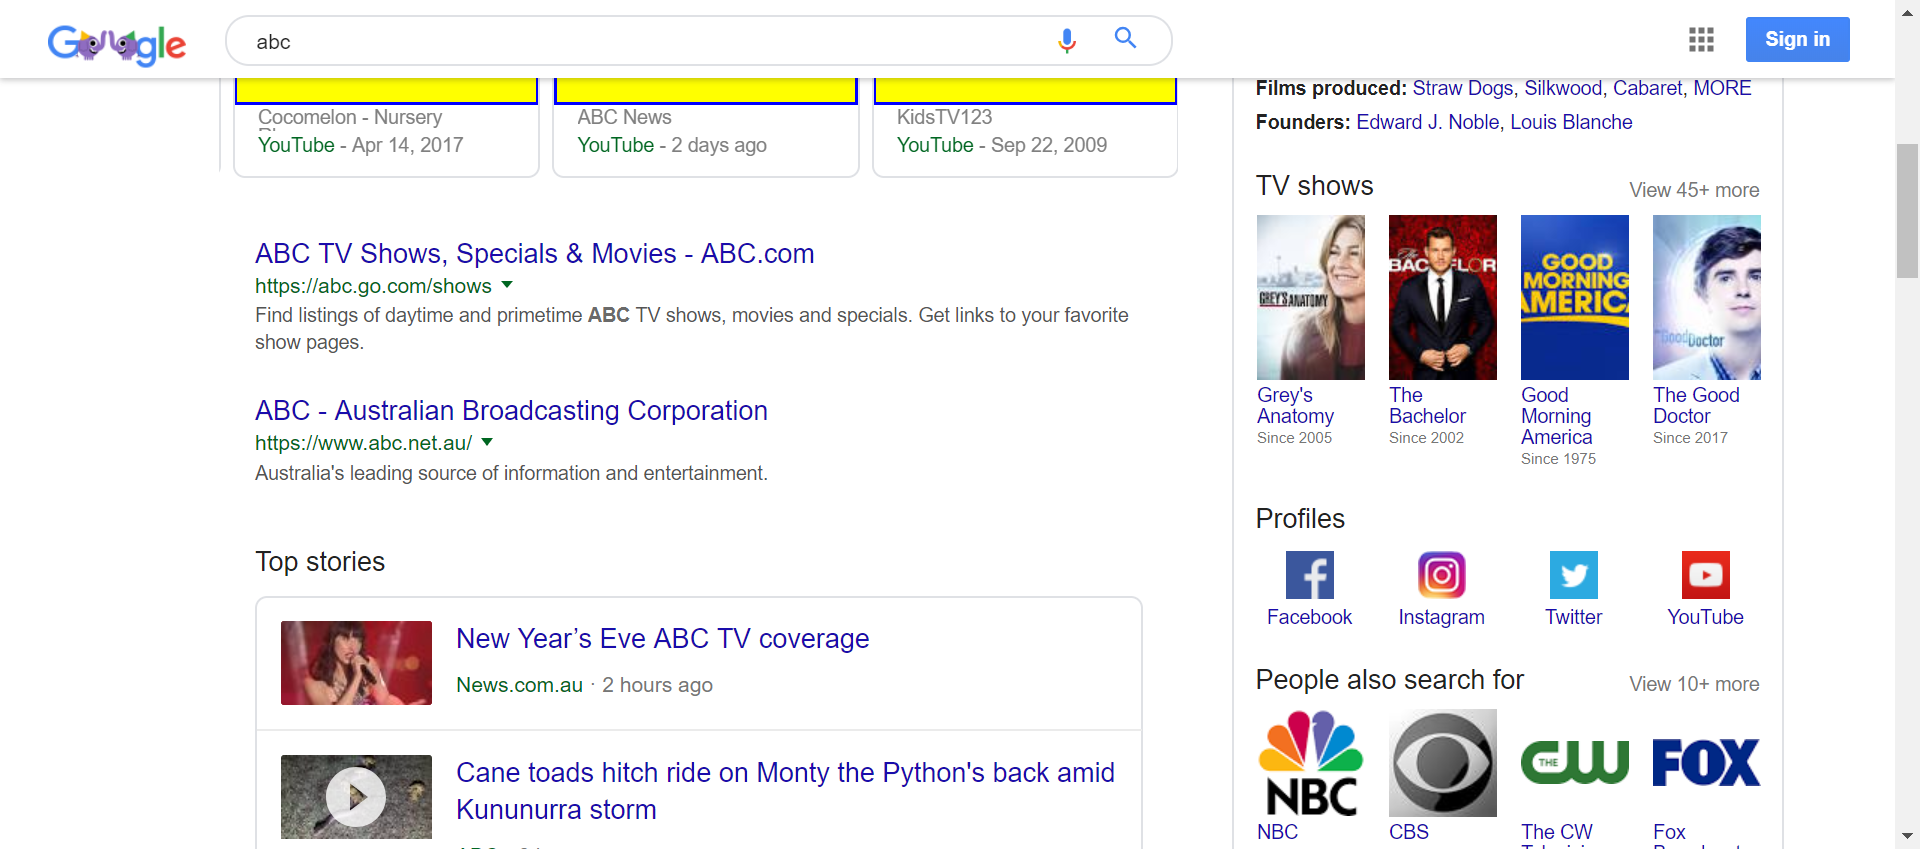 Google
abc
Sign in
Cocomelon - Nursery
YouTube - Apr 14, 2017
ABC News
YouTube - 2 days ago
KidsTV123
YouTube - Sep 22, 2009
ABC TV Shows, Specials & Movies - ABC.com
https://abc.go.com/shows
Find listings of daytime and primetime ABC TV shows, movies and specials. Get links to your favorite
show pages.
ABC - Australian Broadcasting Corporation
https://www.abc.net.au/
Australia's leading source of information and entertainment.
Top stories
New Year’s Eve ABC TV coverage
News.com.au · 2 hours ago
Cane toads hitch ride on Monty the Python's back amid
Kununurra storm
Films produced: Straw Dogs, Silkwood, Cabaret, MORE
Founders: Edward J. Noble, Louis Blanche
TV shows
View 45+ more
GREY'S ANATOMY
The
BACHELOR
GOOD
MORNING
AMERICA
Good Doctor
Grey's
Anatomy
Since 2005
The
Bachelor
Since 2002
Good
Morning
America
Since 1975
The Good
Doctor
Since 2017
Profiles
Facebook
Instagram
Twitter
YouTube
People also search for
View 10+ more
NBC
THE CW
FOX
NBC
CBS
The CW
Fox